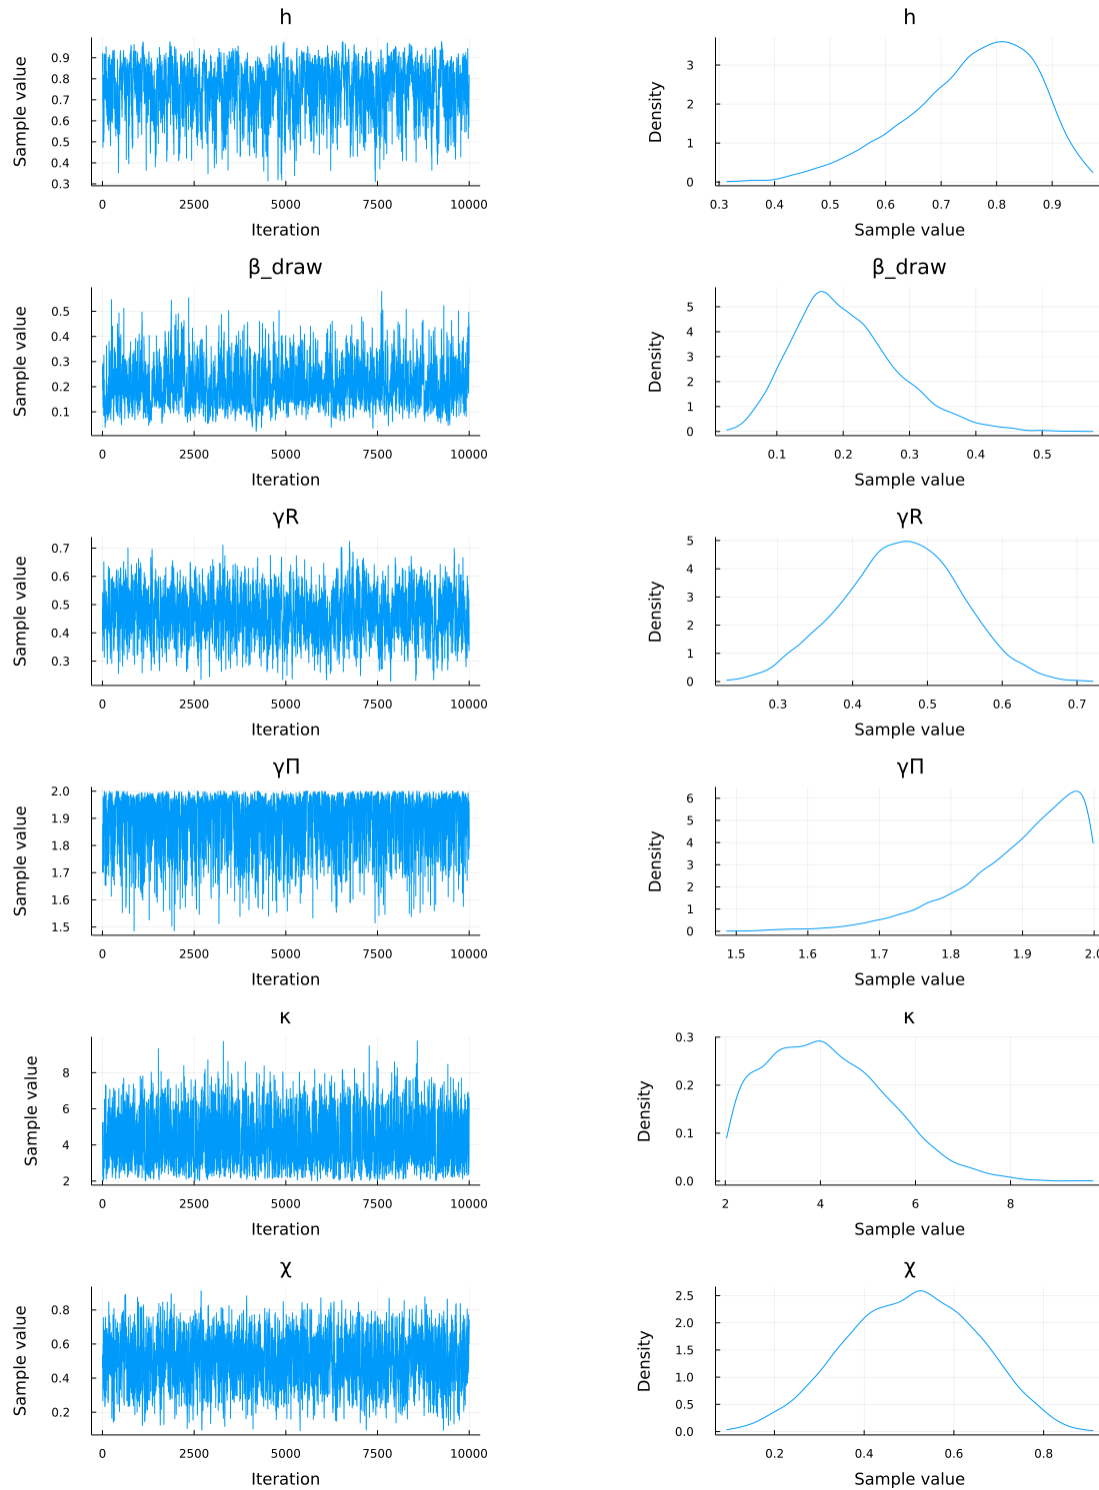 h
h
Sample value
0.9
0.8
0.7
0.6
0.5
0.4
0.3
0 2500 5000 7500 10000
Iteration
Density
3
2
1
0
0.3 0.4 0.5 0.6 0.7 0.8 0.9
Sample value
β_draw
β_draw
Sample value
0.5
0.4
0.3
0.2
0.1
0 2500 5000 7500 10000
Iteration
Density
5
4
3
2
1
0
0.1 0.2 0.3 0.4 0.5
Sample value
γR
γR
Sample value
0.7
0.6
0.5
0.4
0.3
0 2500 5000 7500 10000
Iteration
Density
5
4
3
2
1
0
0.3 0.4 0.5 0.6 0.7
Sample value
γΠ
γΠ
Sample value
2.0
1.9
1.8
1.7
1.6
1.5
0 2500 5000 7500 10000
Iteration
Density
6
5
4
3
2
1
0
1.5 1.6 1.7 1.8 1.9 2.0
Sample value
κ
κ
Sample value
8
6
4
2
0 2500 5000 7500 10000
Iteration
Density
0.3
0.2
0.1
0.0
2 4 6 8
Sample value
χ
χ
Sample value
0.8
0.6
0.4
0.2
0 2500 5000 7500 10000
Iteration
Density
2.5
2.0
1.5
1.0
0.5
0.0
0.2 0.4 0.6 0.8
Sample value